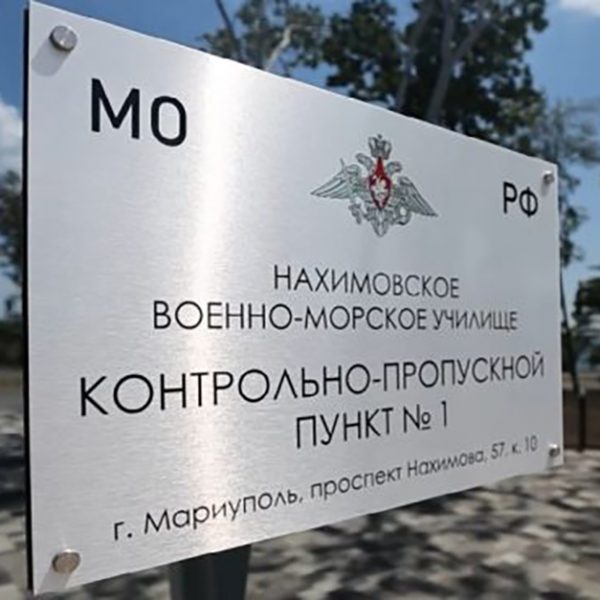 МО
РФ
НАХИМОВСКОЕ
ВОЕННО-МОРСКОЕ УЧИЛИЩЕ
КОНТРОЛЬНО-ПРОПУСКНОЙ
ПУНКТ № 1
г. Мариуполь, проспект Нахимова, 57, к. 10